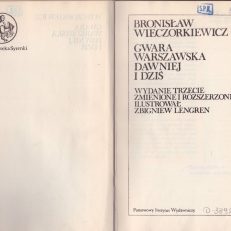 BRONISŁAW
WIECZORKIEWICZ
GWARA
WARSZAWSKA
DAWNIEJ
I DZIŚ
WYDANIE TRZECIE
ZMIENIONE I ROZSZERZONE
ILUSTROWAŁ
ZBIGNIEW LENGREN
Państwowy Instytut Wydawniczy